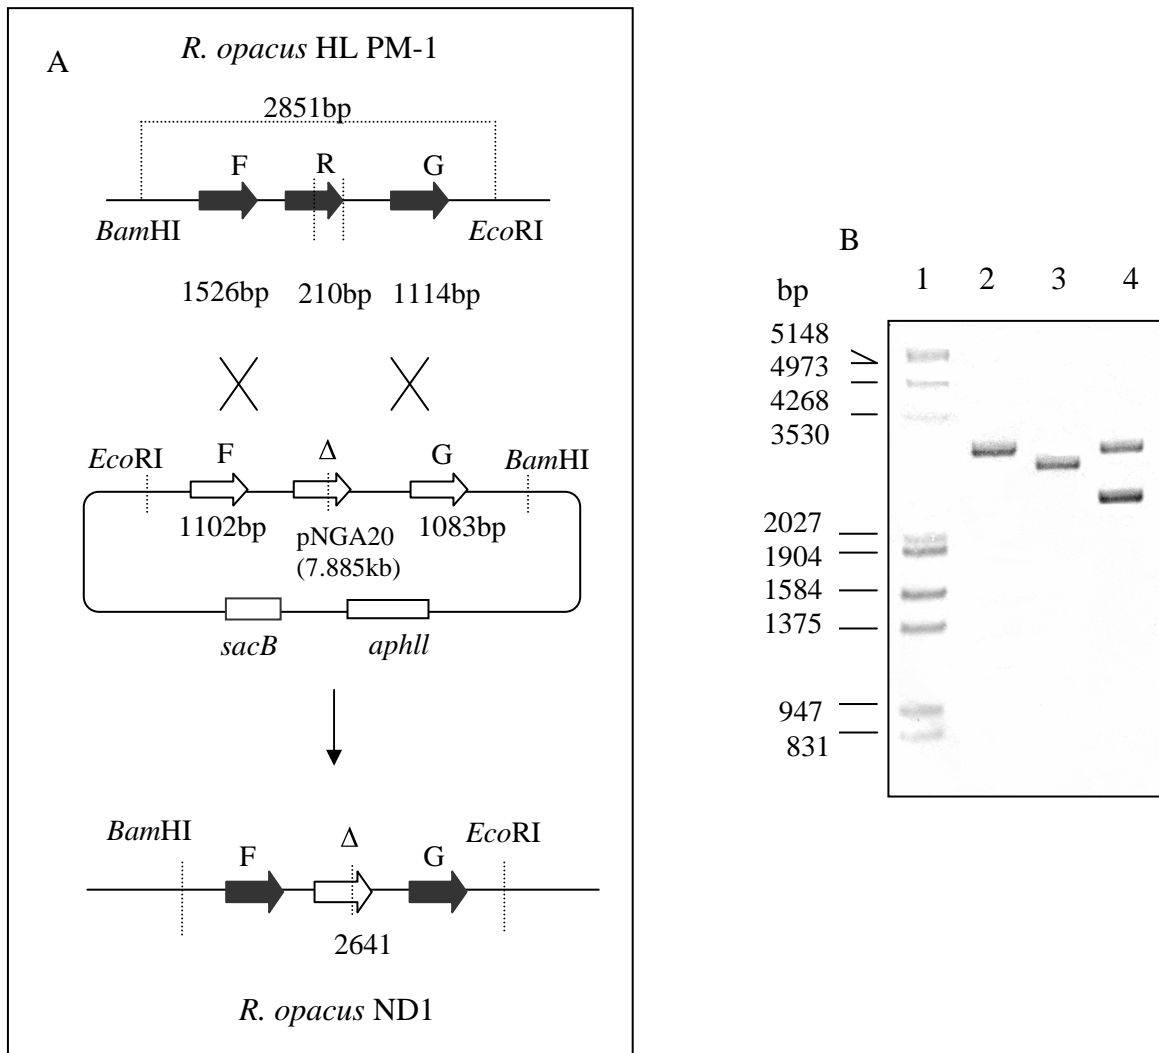 A
R. opacus HL PM-1
2851bp
F R G
BamHI EcoRI
1526bp 210bp 1114bp
EcoRI F Δ G BamHI
1102bp 1083bp
pNGA20
(7.885kb)
sacB aphll
BamHI EcoRI
F Δ G
2641
R. opacus ND1
B
bp 1 2 3 4
5148
4973
4268
3530
2027
1904
1584
1375
947
831